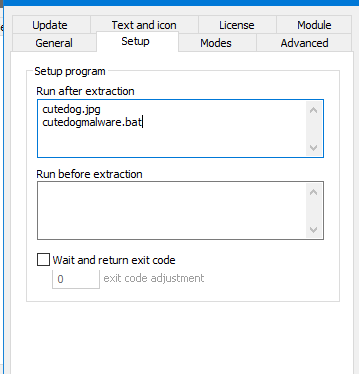 Update Text and icon License Module
General Setup Modes Advanced
Setup program
Run after extraction
cutedog.jpg
cutedogmalware.bat
Run before extraction
Wait and return exit code
0 exit code adjustment